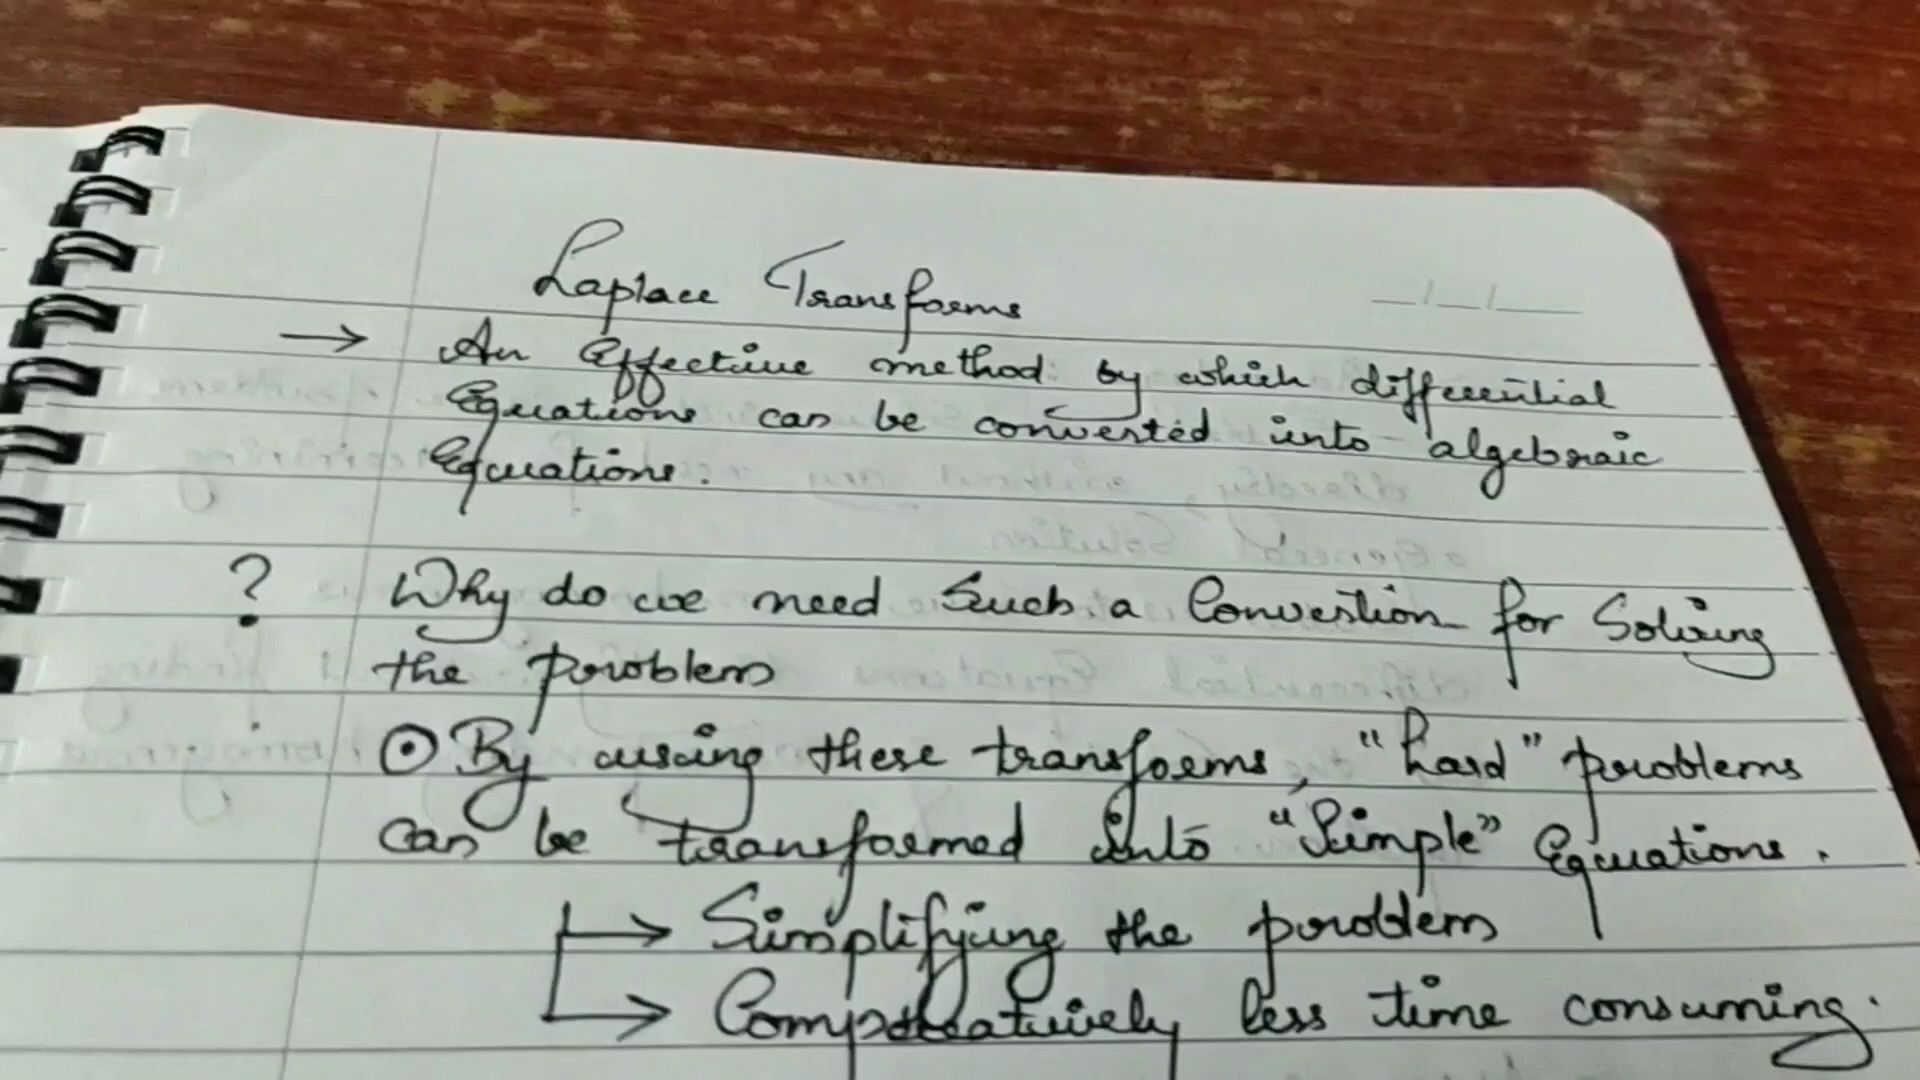 Laplace Transforms
→ An Effective method by which differential
Equations can be converted into algebraic
Equations.
? Why do we need Such a Convertion for Solving
the problem
⊙ By using these transforms, "hard" problems
can be transformed into "Simple" Equations.
→ Simplifying the problem
→ Comparatively less time consuming.